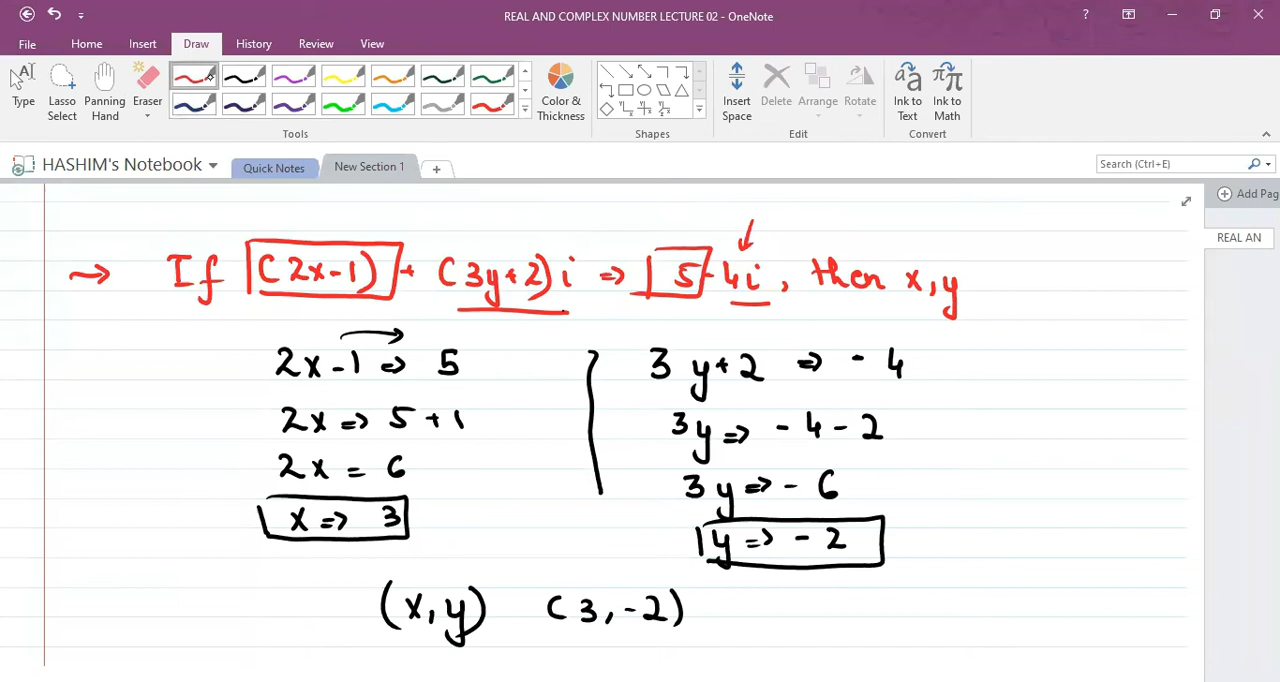 REAL AND COMPLEX NUMBER LECTURE 02 - OneNote
?
File Home Insert Draw History Review View
Type Lasso Select Panning Hand Eraser Color & Thickness Insert Space Delete Arrange Rotate Ink to Text Ink to Math
Tools Shapes Edit Convert
HASHIM's Notebook Quick Notes New Section 1 Search (Ctrl+E)
Add Pag
REAL AN
If (2x-1) + (3y+2)i => 5-4i, then x,y
2x-1 => 5
2x => 5+1
2x = 6
x => 3
3y+2 => -4
3y => -4-2
3y => -6
y => -2
(x,y) (3,-2)